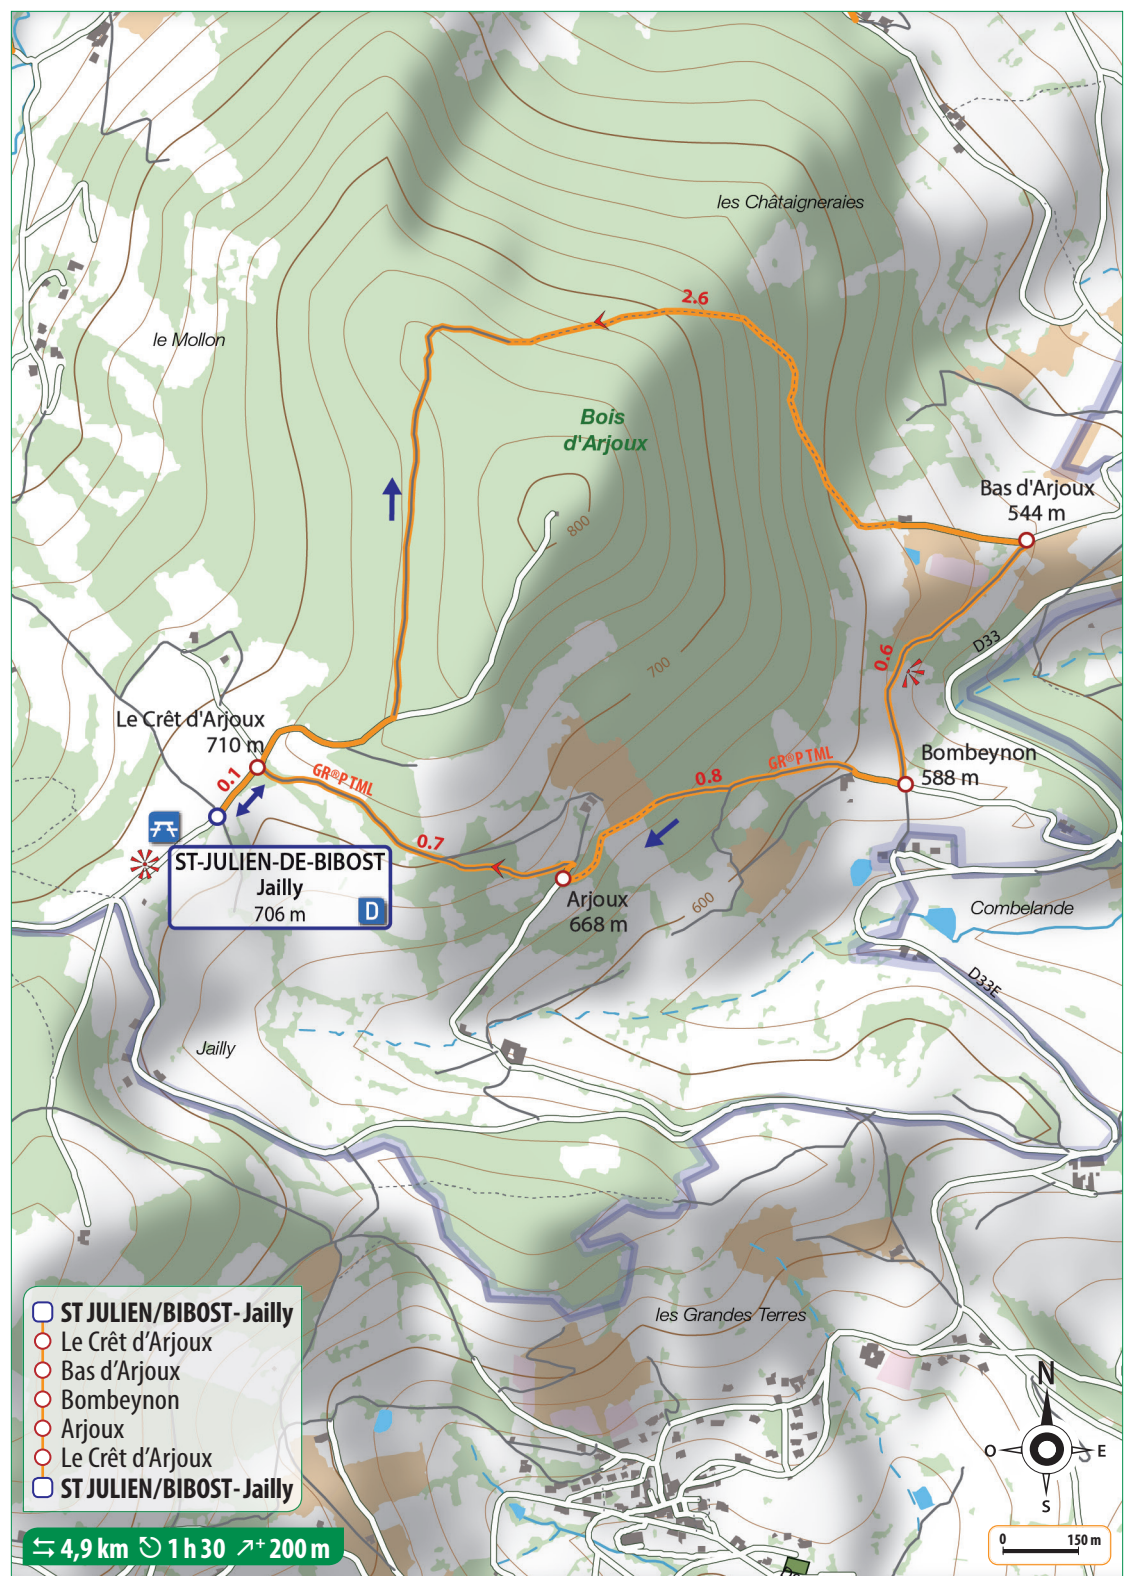 les Châtaigneraies
2.6
le Mollon
Bois
d'Arjoux
Bas d'Arjoux
544 m
800
D33
0.6
700
Le Crêt d'Arjoux
710 m
Bombeynon
588 m
GR®P TML
GR®P TML
0.1
0.8
0.7
ST-JULIEN-DE-BIBOST
Jailly
706 m
D
Arjoux
668 m
600
Combelande
D33E
Jailly
les Grandes Terres
ST JULIEN/BIBOST-Jailly
Le Crêt d'Arjoux
Bas d'Arjoux
Bombeynon
Arjoux
Le Crêt d'Arjoux
ST JULIEN/BIBOST-Jailly
N
O
E
S
4,9 km 1 h 30 + 200 m
0 150 m